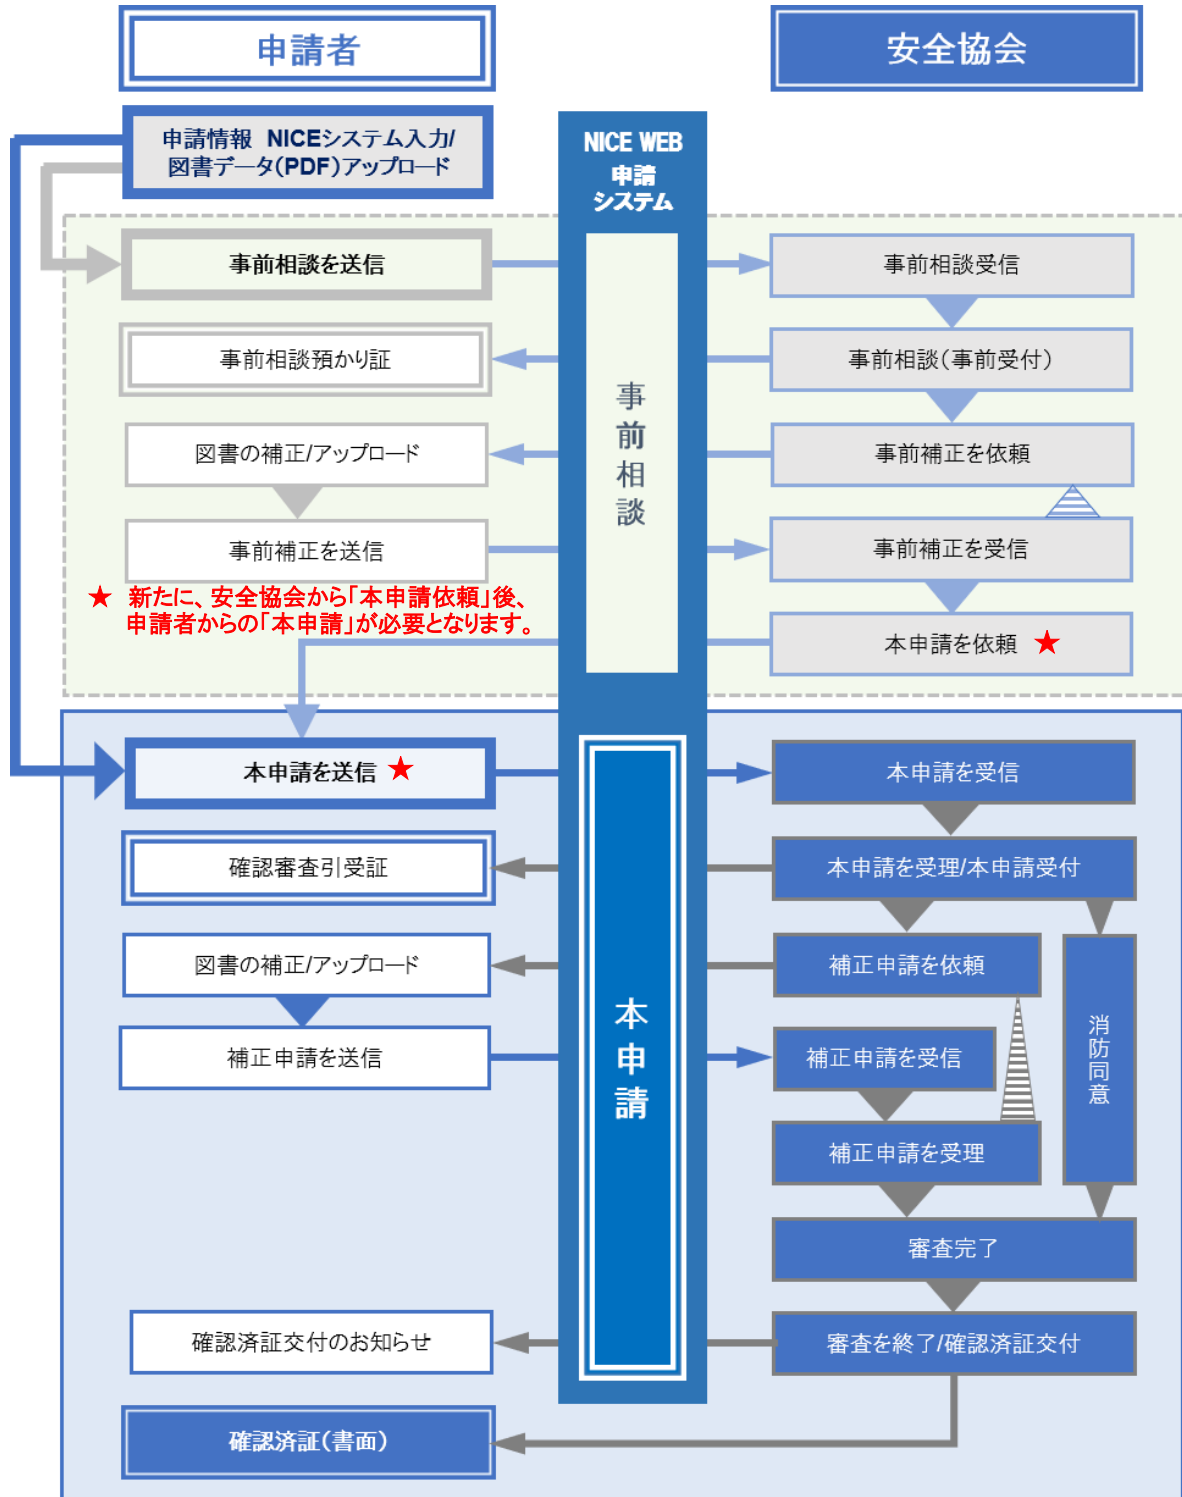 申請者
安全協会
申請情報 NICEシステム入力/
図書データ(PDF)アップロード
NICE WEB
申請
システム
事前相談を送信
事前相談受信
事前相談預かり証
事前相談(事前受付)
事前相談
図書の補正/アップロード
事前補正を依頼
事前補正を送信
事前補正を受信
★ 新たに、安全協会から「本申請依頼」後、
申請者からの「本申請」が必要となります。
本申請を依頼 ★
本申請を送信 ★
本申請を受信
確認審査引受証
本申請を受理/本申請受付
図書の補正/アップロード
補正申請を依頼
本申請
消防同意
補正申請を送信
補正申請を受信
補正申請を受理
審査完了
確認済証交付のお知らせ
審査を終了/確認済証交付
確認済証(書面)